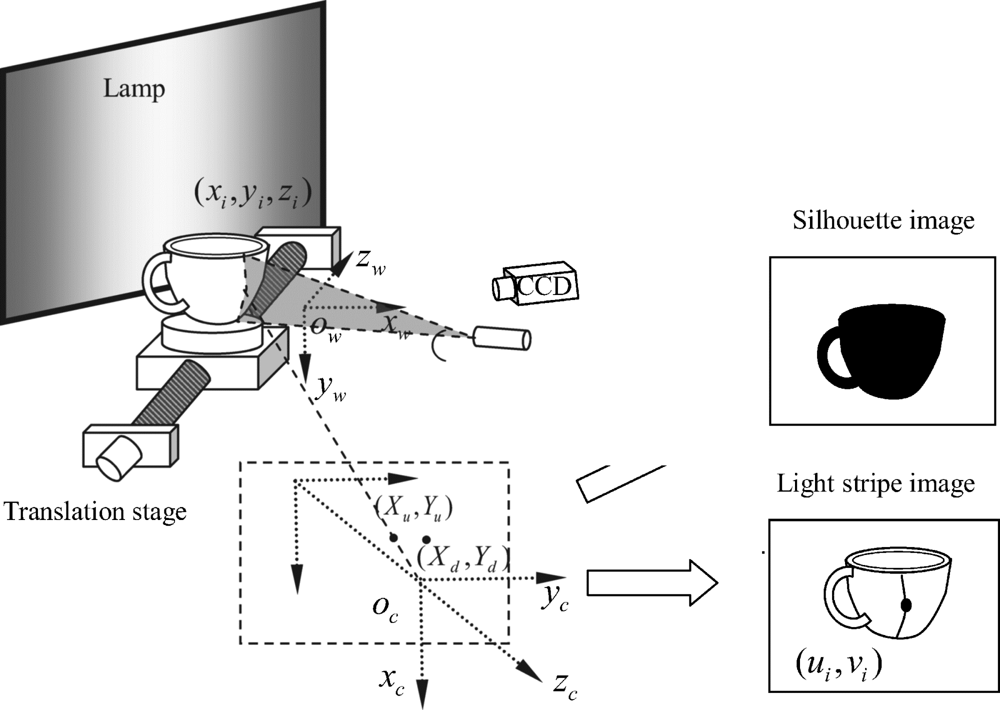 Lamp
(x_i, y_i, z_i)
Silhouette image
z_w
CCD
o_w
x_w
y_w
Light stripe image
Translation stage
(X_u, Y_u)
(X_d, Y_d)
o_c
y_c
x_c
z_c
(u_i, v_i)